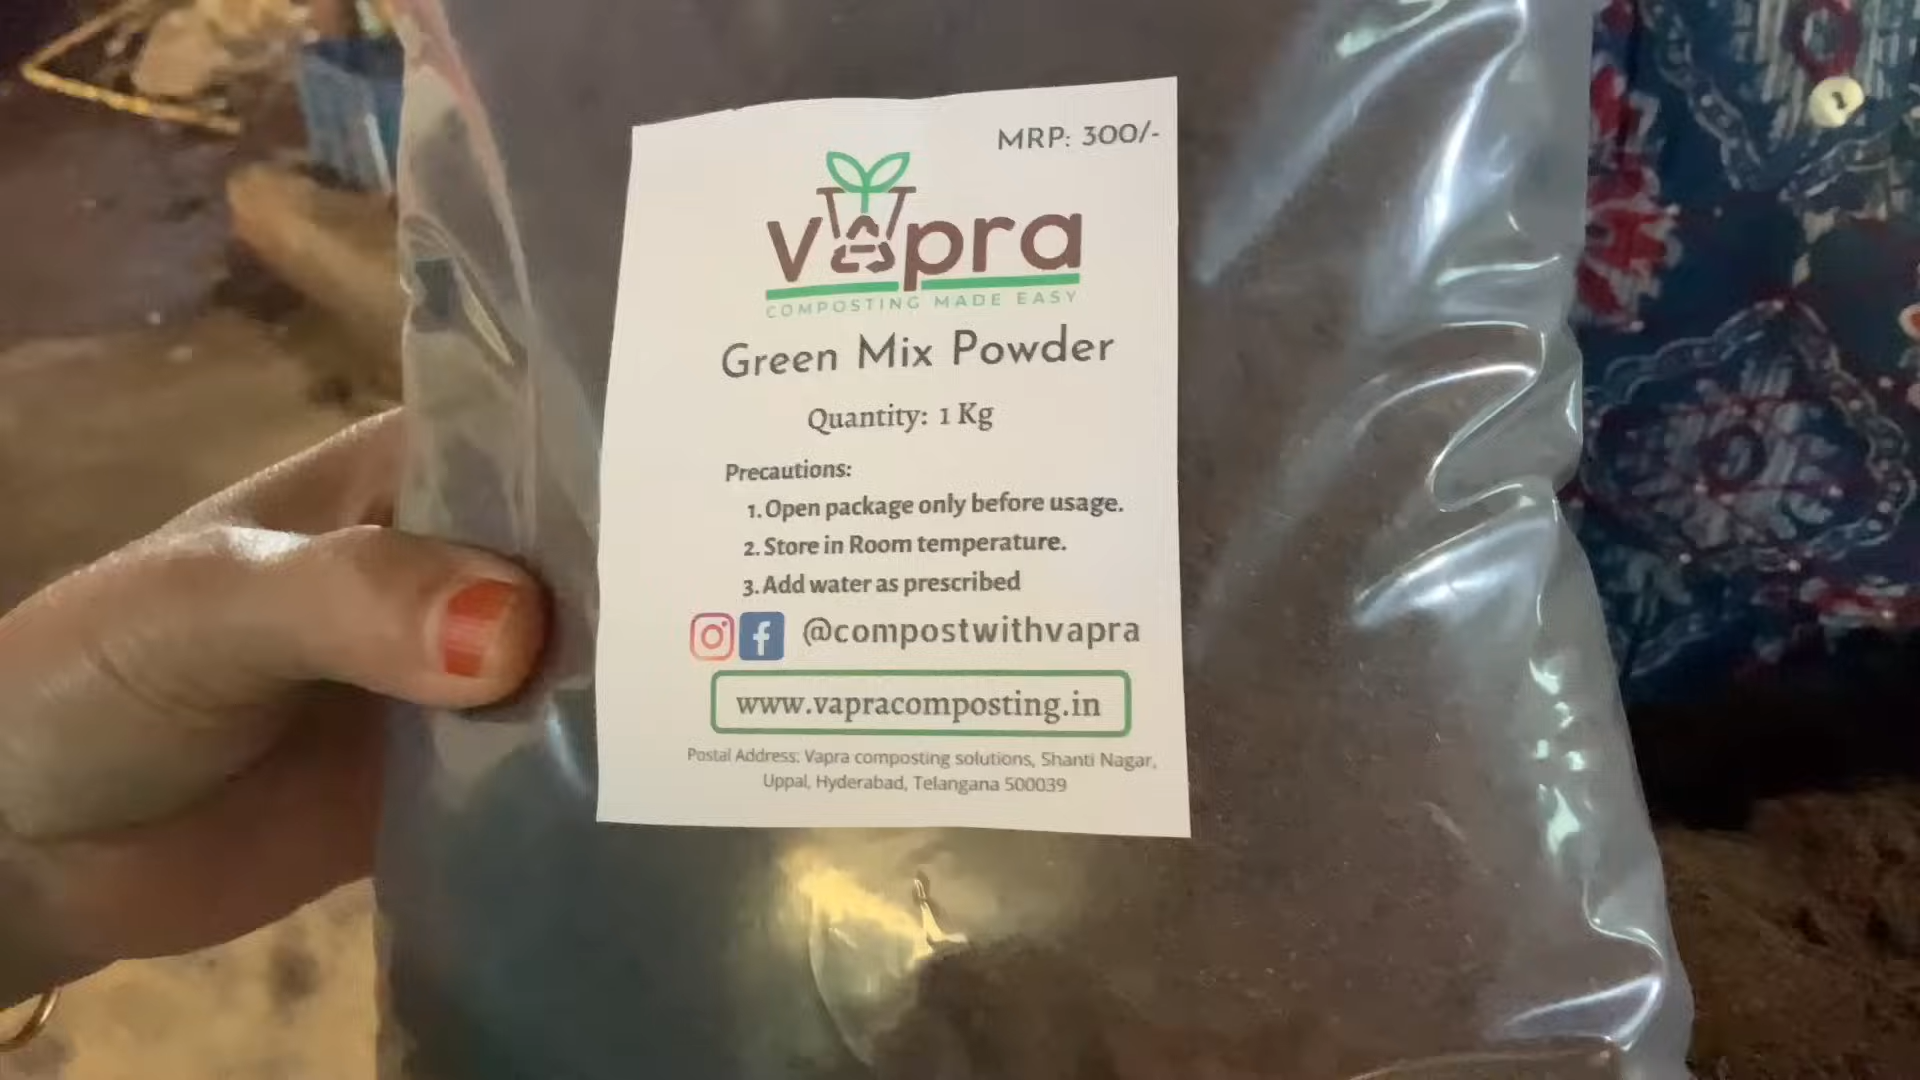 MRP: 300/-
vapra
COMPOSTING MADE EASY
Green Mix Powder
Quantity: 1 Kg
Precautions:
1. Open package only before usage.
2. Store in Room temperature.
3. Add water as prescribed
@compostwithvapra
www.vapracomposting.in
Postal Address: Vapra composting solutions, Shanti Nagar,
Uppal, Hyderabad, Telangana 500039